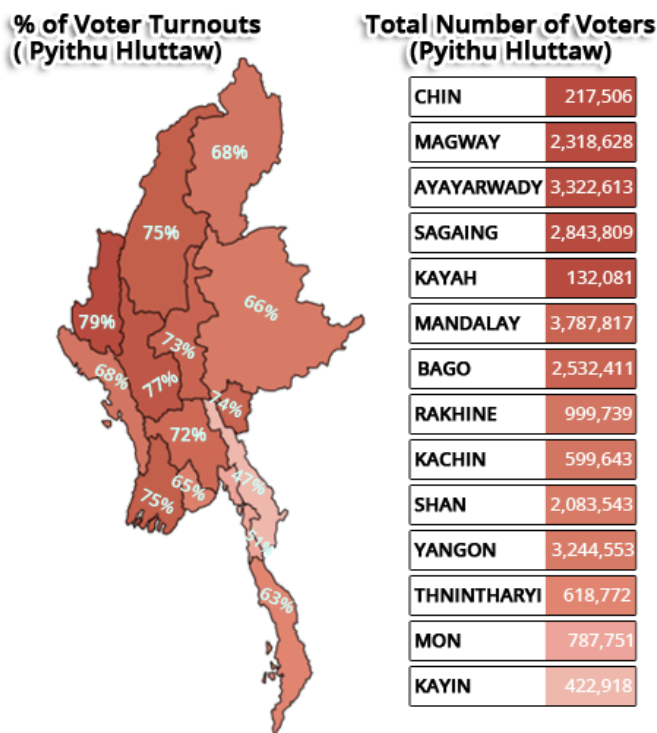 % of Voter Turnouts
( Pyithu Hluttaw)
68%
75%
66%
79%
73%
68%
77%
74%
72%
47%
65%
75%
51%
63%
Total Number of Voters
(Pyithu Hluttaw)
CHIN 217,506
MAGWAY 2,318,628
AYAYARWADY 3,322,613
SAGAING 2,843,809
KAYAH 132,081
MANDALAY 3,787,817
BAGO 2,532,411
RAKHINE 999,739
KACHIN 599,643
SHAN 2,083,543
YANGON 3,244,553
THNINTHARYI 618,772
MON 787,751
KAYIN 422,918